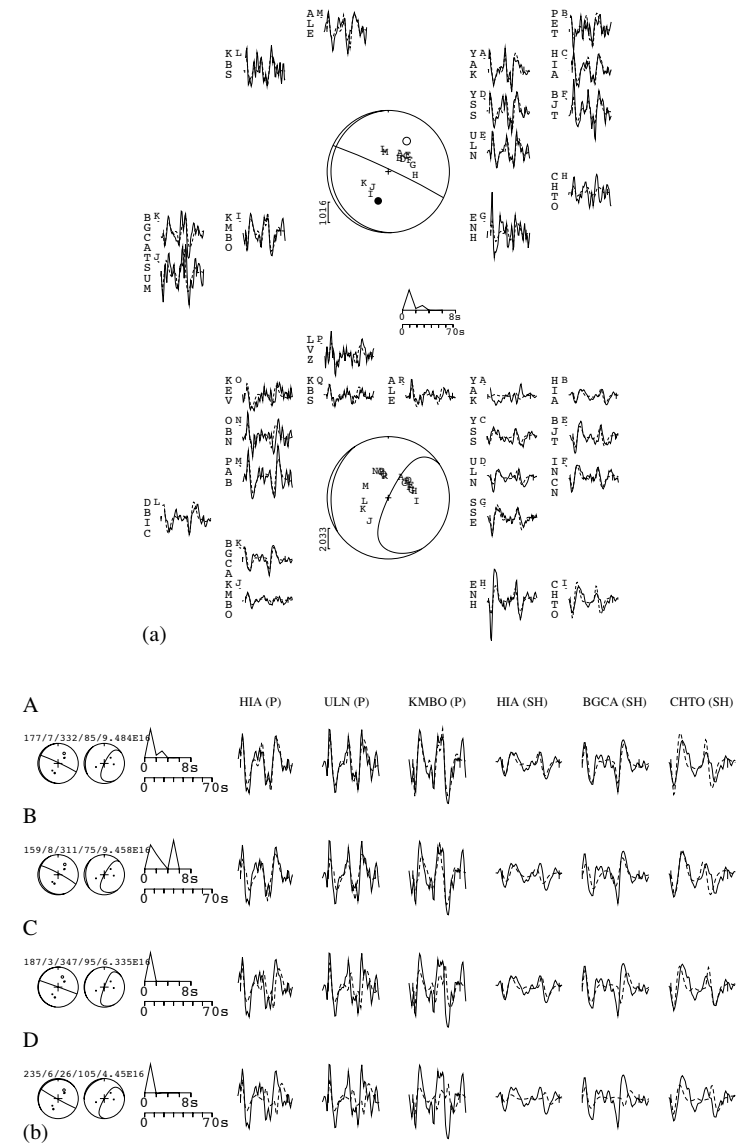 ALE M
KBS L
PET B
YAK A
HIA C
YSS D
BJT F
ULN E
CHTO H
BGCA K
KMBO I
ENH G
TSUM J
L
M
A
G
H
K
J
I
1016
0 8s
0 70s
LVZ P
KEV O
KBS Q
ALE R
YAK A
HIA B
OBN N
YSS C
BJT E
PAB M
ULN D
INCN F
DBIC L
SSE G
BGCA K
KMBO J
ENH H
CHTO I
N
M
A
H
I
L
K
J
2033
(a)
A HIA (P) ULN (P) KMBO (P) HIA (SH) BGCA (SH) CHTO (SH)
177/7/332/85/9.484E16
0 8s
0 70s
B
159/8/311/75/9.458E16
0 8s
0 70s
C
187/3/347/95/6.335E16
0 8s
0 70s
D
235/6/26/105/4.45E16
0 8s
0 70s
(b)